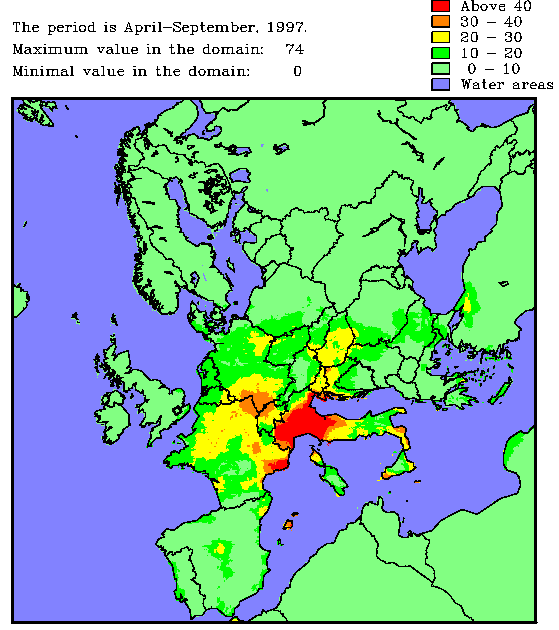 The period is April-September, 1997.
Maximum value in the domain: 74
Minimal value in the domain: 0
Above 40
30 - 40
20 - 30
10 - 20
0 - 10
Water areas